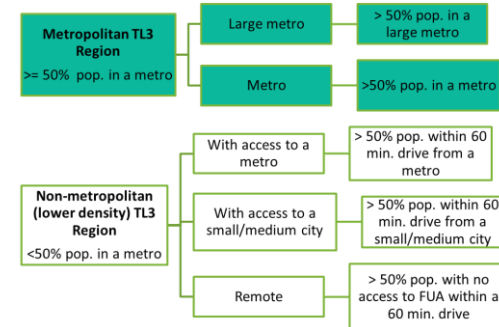 Metropolitan TL3
Region
>= 50% pop. in a metro
Large metro
> 50% pop. in a
large metro
Metro
>50% pop. in a metro
Non-metropolitan
(lower density) TL3
Region
<50% pop. in a metro
With access to a
metro
> 50% pop. within 60
min. drive from a
metro
With access to a
small/medium city
> 50% pop. within 60
min. drive from a
small/medium city
Remote
> 50% pop. with no
access to FUA within a
60 min. drive